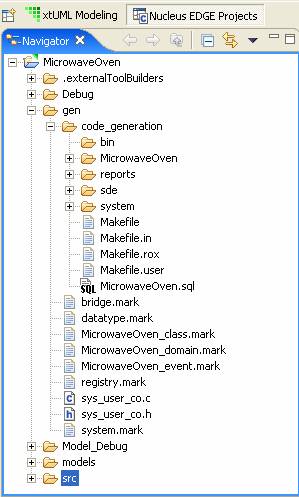 xtUML Modeling Nucleus EDGE Projects
Navigator
MicrowaveOven
.externalToolBuilders
Debug
gen
code_generation
bin
MicrowaveOven
reports
sde
system
Makefile
Makefile.in
Makefile.rox
Makefile.user
MicrowaveOven.sql
bridge.mark
datatype.mark
MicrowaveOven_class.mark
MicrowaveOven_domain.mark
MicrowaveOven_event.mark
registry.mark
sys_user_co.c
sys_user_co.h
system.mark
Model_Debug
models
src